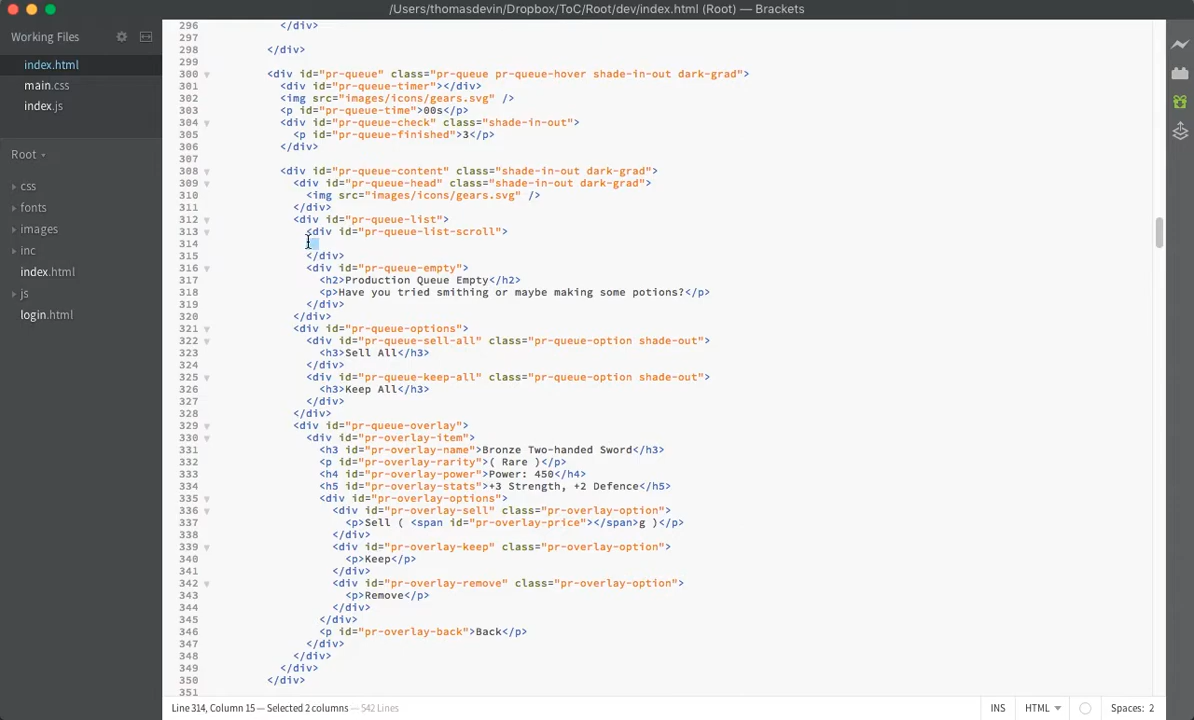 /Users/thomasdevin/Dropbox/ToC/Root/dev/index.html (Root) — Brackets
Working Files
index.html
main.css
index.js
Root
css
fonts
images
inc
index.html
js
login.html
296 </div>
297
298 </div>
299
300 <div id="pr-queue" class="pr-queue pr-queue-hover shade-in-out dark-grad">
301 <div id="pr-queue-timer"></div>
302 <img src="images/icons/gears.svg" />
303 <p id="pr-queue-time">00s</p>
304 <div id="pr-queue-check" class="shade-in-out">
305 <p id="pr-queue-finished">3</p>
306 </div>
307
308 <div id="pr-queue-content" class="shade-in-out dark-grad">
309 <div id="pr-queue-head" class="shade-in-out dark-grad">
310 <img src="images/icons/gears.svg" />
311 </div>
312 <div id="pr-queue-list">
313 <div id="pr-queue-list-scroll">
314
315 </div>
316 <div id="pr-queue-empty">
317 <h2>Production Queue Empty</h2>
318 <p>Have you tried smithing or maybe making some potions?</p>
319 </div>
320 </div>
321 <div id="pr-queue-options">
322 <div id="pr-queue-sell-all" class="pr-queue-option shade-out">
323 <h3>Sell All</h3>
324 </div>
325 <div id="pr-queue-keep-all" class="pr-queue-option shade-out">
326 <h3>Keep All</h3>
327 </div>
328 </div>
329 <div id="pr-queue-overlay">
330 <div id="pr-overlay-item">
331 <h3 id="pr-overlay-name">Bronze Two-handed Sword</h3>
332 <p id="pr-overlay-rarity">( Rare )</p>
333 <h4 id="pr-overlay-power">Power: 450</h4>
334 <h5 id="pr-overlay-stats">+3 Strength, +2 Defence</h5>
335 <div id="pr-overlay-options">
336 <div id="pr-overlay-sell" class="pr-overlay-option">
337 <p>Sell ( <span id="pr-overlay-price"></span>g )</p>
338 </div>
339 <div id="pr-overlay-keep" class="pr-overlay-option">
340 <p>Keep</p>
341 </div>
342 <div id="pr-overlay-remove" class="pr-overlay-option">
343 <p>Remove</p>
344 </div>
345 </div>
346 <p id="pr-overlay-back">Back</p>
347 </div>
348 </div>
349 </div>
350 </div>
351
Line 314, Column 15 — Selected 2 columns — 542 Lines
INS
HTML
Spaces: 2